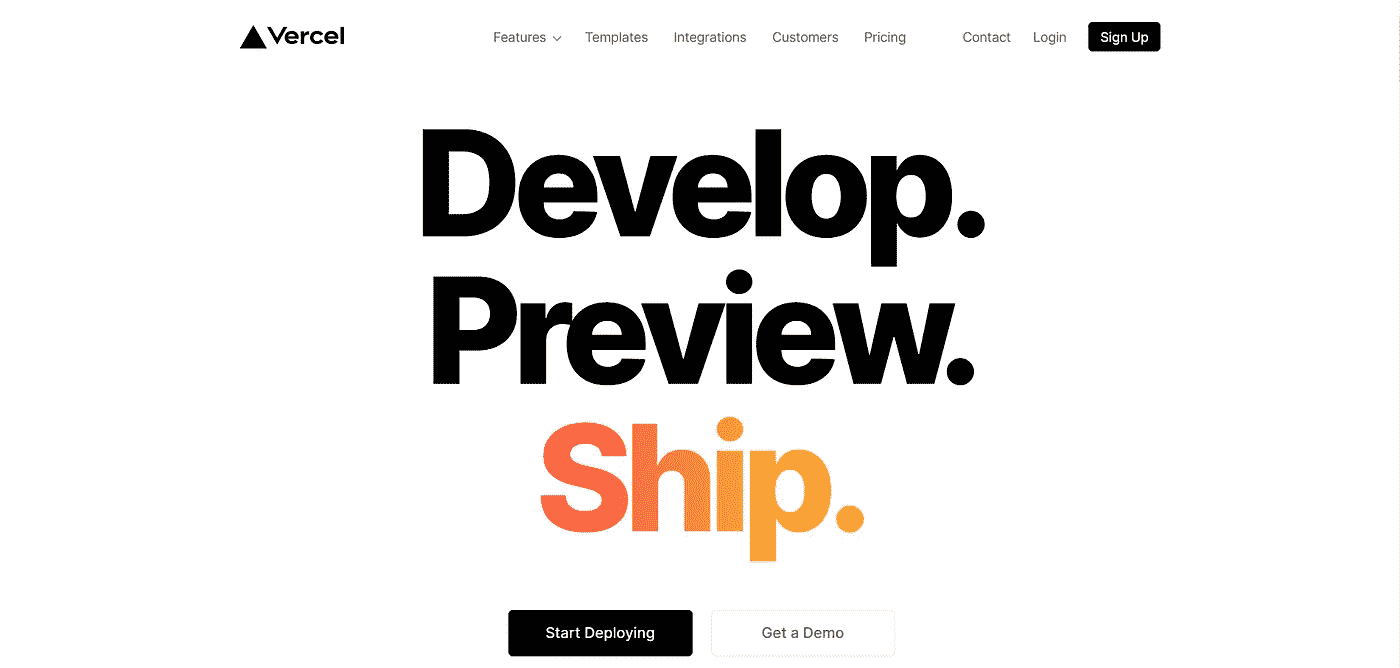 Vercel
Features Templates Integrations Customers Pricing Contact Login Sign Up
Develop.
Preview.
Ship.
Start Deploying Get a Demo